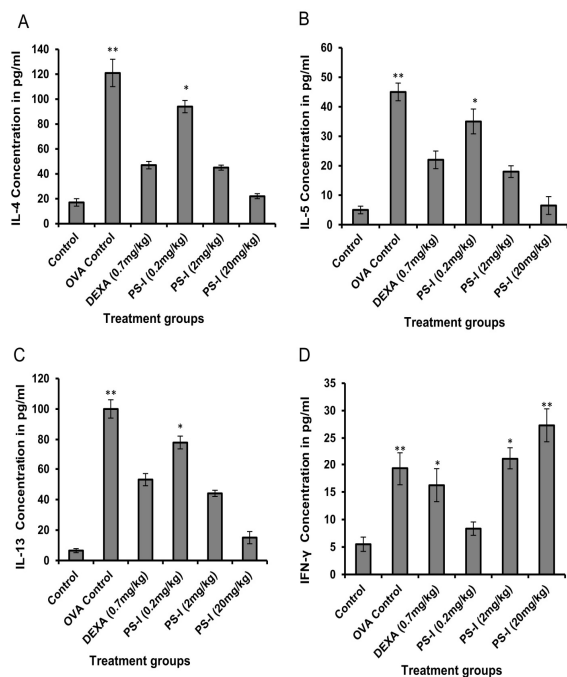 A
IL-4 Concentration in pg/ml
140
120
100
80
60
40
20
0
**
*
Control
OVA Control
DEXA (0.7mg/kg)
PS-I (0.2mg/kg)
PS-I (2mg/kg)
PS-I (20mg/kg)
Treatment groups
B
IL-5 Concentration in pg/ml
60
50
40
30
20
10
0
**
*
Control
OVA Control
DEXA (0.7mg/kg)
PS-I (0.2mg/kg)
PS-I (2mg/kg)
PS-I (20mg/kg)
Treatment groups
C
IL-13 Concentration in pg/ml
120
100
80
60
40
20
0
**
*
Control
OVA Control
DEXA (0.7mg/kg)
PS-I (0.2mg/kg)
PS-I (2mg/kg)
PS-I (20mg/kg)
Treatment groups
D
IFN-γ Concentration in pg/ml
35
30
25
20
15
10
5
0
**
*
*
**
Control
OVA Control
DEXA (0.7mg/kg)
PS-I (0.2mg/kg)
PS-I (2mg/kg)
PS-I (20mg/kg)
Treatment groups